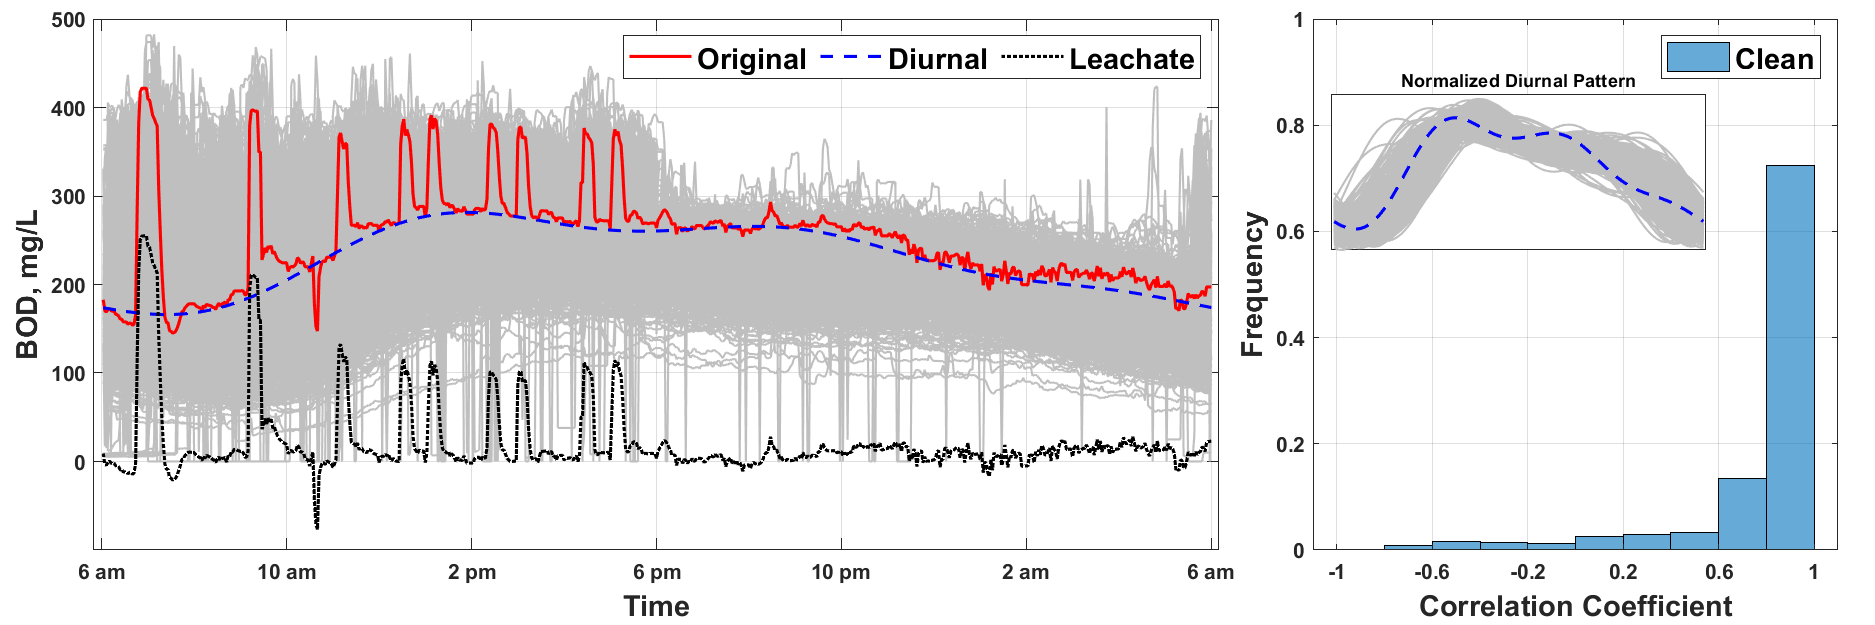 500
400
300
200
100
0
BOD, mg/L
Original Diurnal Leachate
6 am 10 am 2 pm 6 pm 10 pm 2 am 6 am
Time
1
0.8
0.6
0.4
0.2
0
Frequency
Clean
Normalized Diurnal Pattern
-1 -0.6 -0.2 0.2 0.6 1
Correlation Coefficient